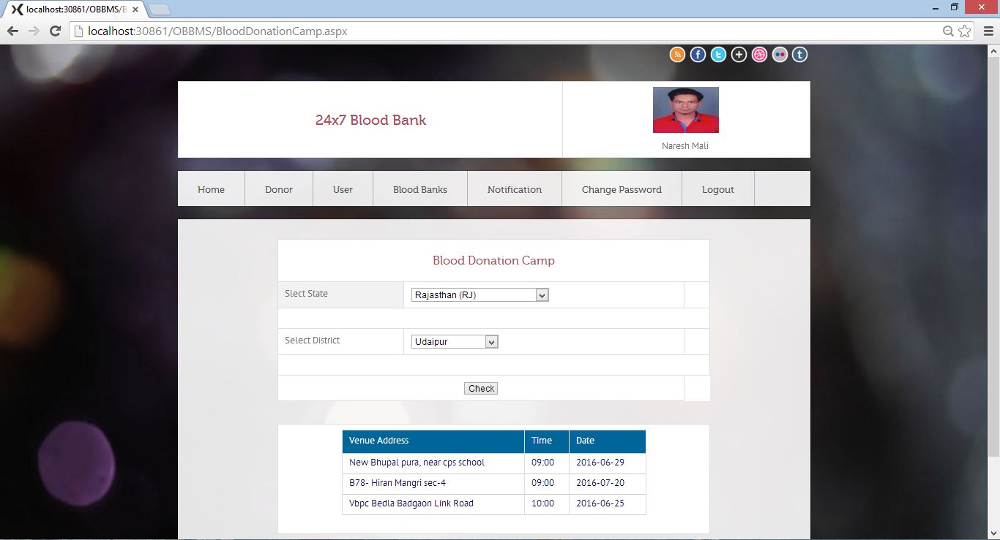 localhost:30861/OBBMS/B
localhost:30861/OBBMS/BloodDonationCamp.aspx
24x7 Blood Bank
Naresh Mali
Home Donor User Blood Banks Notification Change Password Logout
Blood Donation Camp
Slect State Rajasthan (RJ)
Select District Udaipur
Check
Venue Address Time Date
New Bhupal pura, near cps school 09:00 2016-06-29
B78- Hiran Mangri sec-4 09:00 2016-07-20
Vbpc Bedla Badgaon Link Road 10:00 2016-06-25